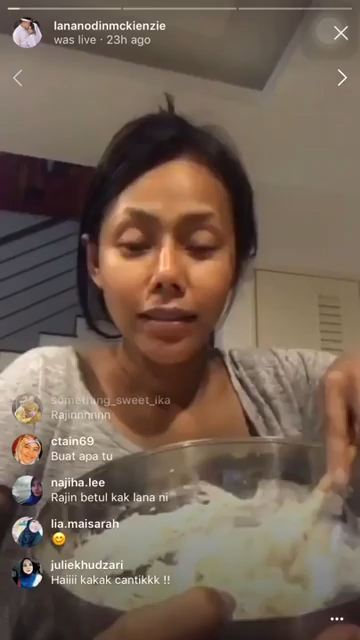 lananodinmckienzie
was live · 23h ago
something_sweet_ika
Rajinnnnnn
ctain69
Buat apa tu
najiha.lee
Rajin betul kak lana ni
lia.maisarah
😊
juliekhudzari
Haiiii kakak cantikkk !!